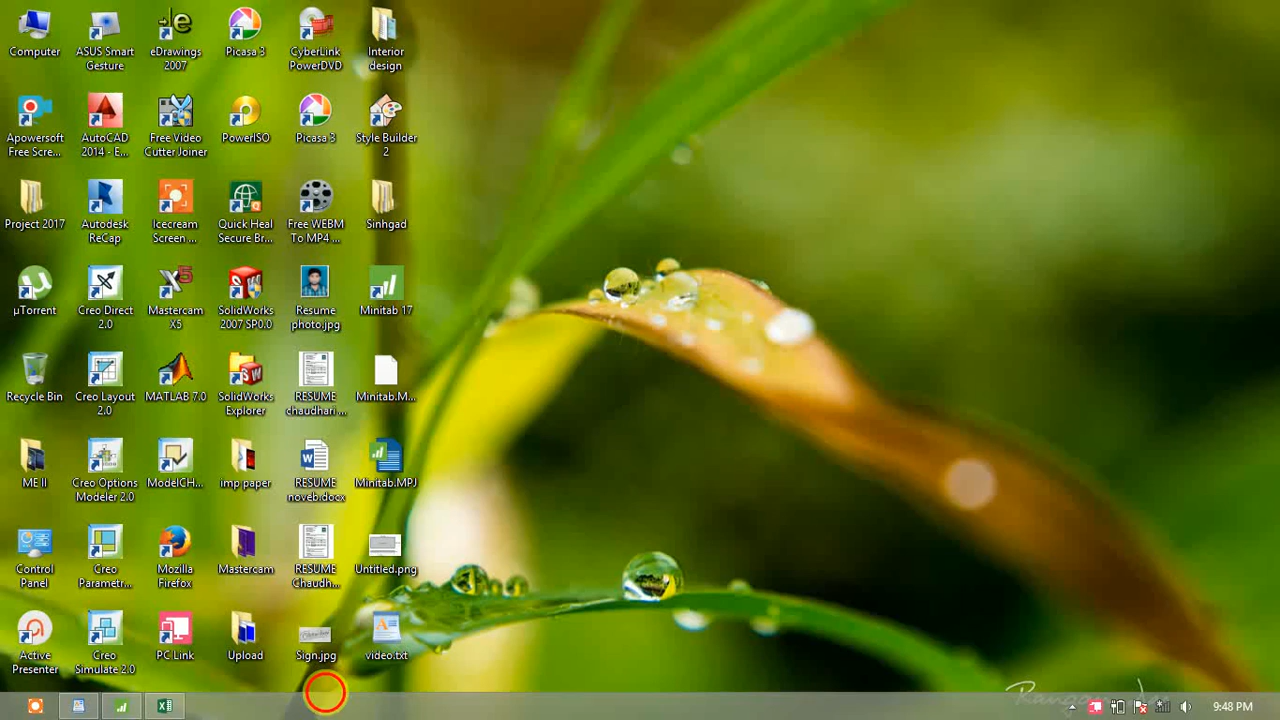 Computer
ASUS Smart
Gesture
eDrawings
2007
Picasa 3
CyberLink
PowerDVD
Interior
design
Apowersoft
Free Scre...
AutoCAD
2014 - E...
Free Video
Cutter Joiner
PowerISO
Picasa 3
Style Builder
2
Project 2017
Autodesk
ReCap
Icecream
Screen ...
Quick Heal
Secure Br...
Free WEBM
To MP4 ...
Sinhgad
µTorrent
Creo Direct
2.0
Mastercam
X5
SolidWorks
2007 SP0.0
Resume
photo.jpg
Minitab 17
Recycle Bin
Creo Layout
2.0
MATLAB 7.0
SolidWorks
Explorer
RESUME
chaudhari ...
Minitab.M...
ME II
Creo Options
Modeler 2.0
ModelCH...
imp paper
RESUME
noveb.docx
Minitab.MPJ
Control
Panel
Creo
Parametr...
Mozilla
Firefox
Mastercam
RESUME
Chaudh...
Untitled.png
Active
Presenter
Creo
Simulate 2.0
PC Link
Upload
Sign.jpg
video.txt
9:48 PM